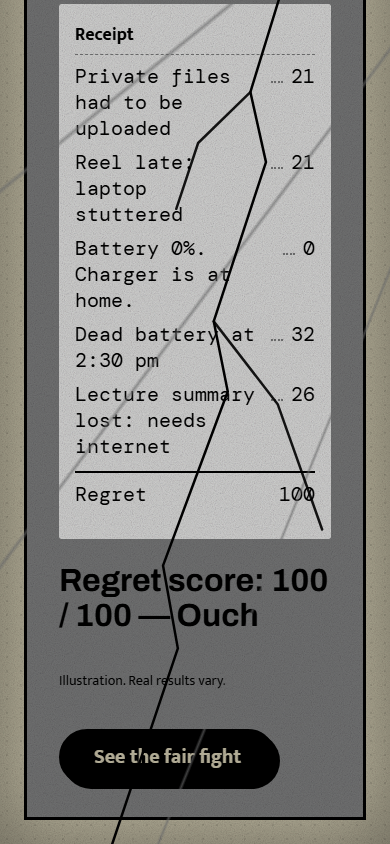 Receipt
Private files .... 21
had to be
uploaded
Reel late: .... 21
laptop
stuttered
Battery 0%. .... 0
Charger is at
home.
Dead battery at .... 32
2:30 pm
Lecture summary .... 26
lost: needs
internet
Regret 100
Regret score: 100
/ 100 — Ouch
Illustration. Real results vary.
See the fair fight